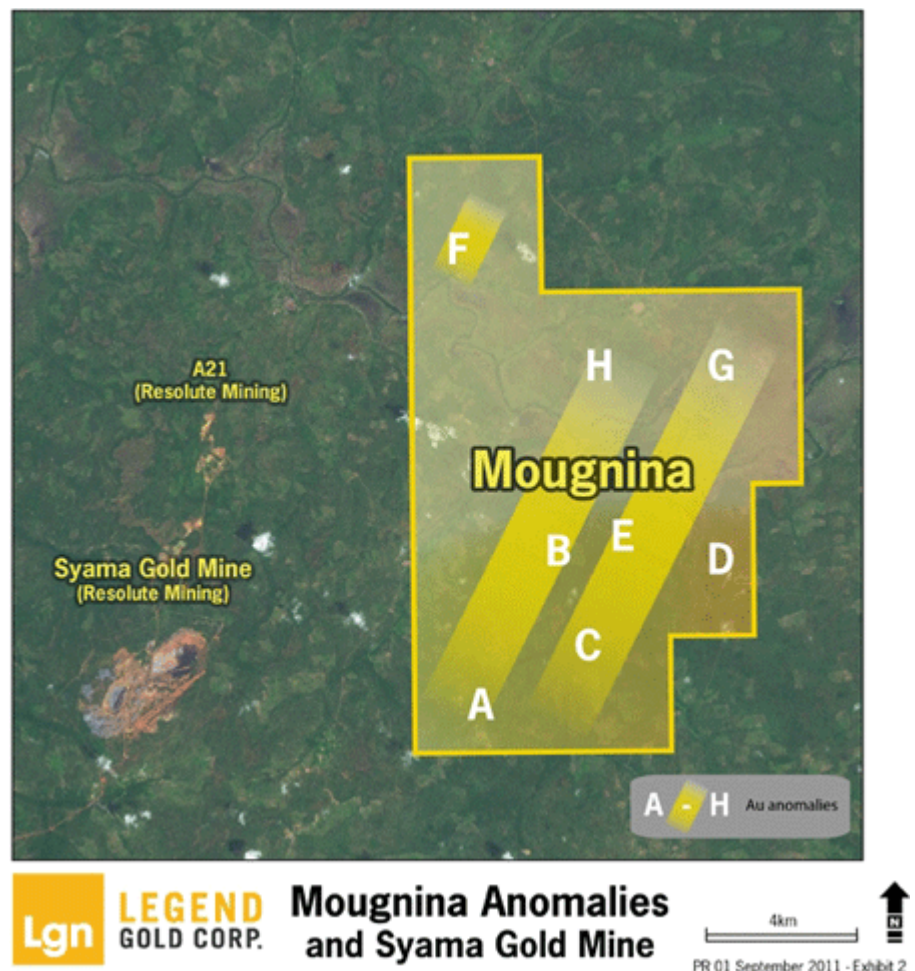 F
H
G
A21
(Resolute Mining)
Mougnina
E
B
D
Syama Gold Mine
(Resolute Mining)
C
A
A - H Au anomalies
Lgn
LEGEND
GOLD CORP.
Mougnina Anomalies
and Syama Gold Mine
4km
N
PR 01 September 2011 - Exhibit 2